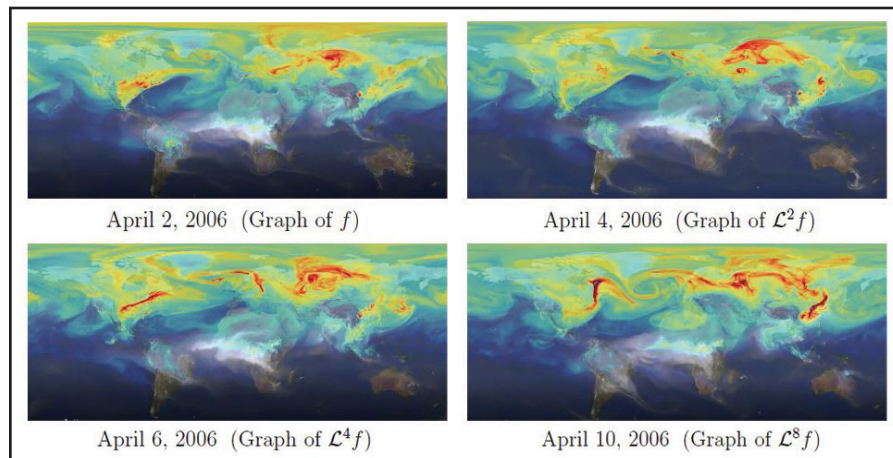 April 2, 2006 (Graph of f)
April 4, 2006 (Graph of ℒ²f)
April 6, 2006 (Graph of ℒ⁴f)
April 10, 2006 (Graph of ℒ⁸f)